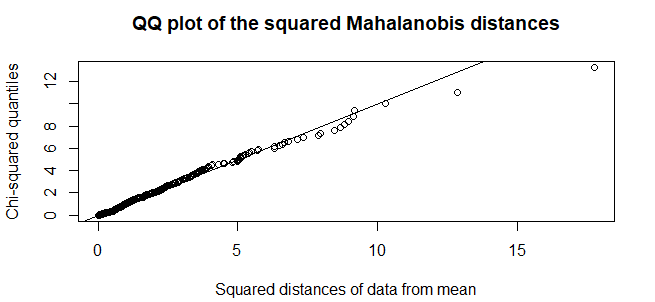 QQ plot of the squared Mahalanobis distances
Chi-squared quantiles
12
8
6
4
2
0
0 5 10 15
Squared distances of data from mean